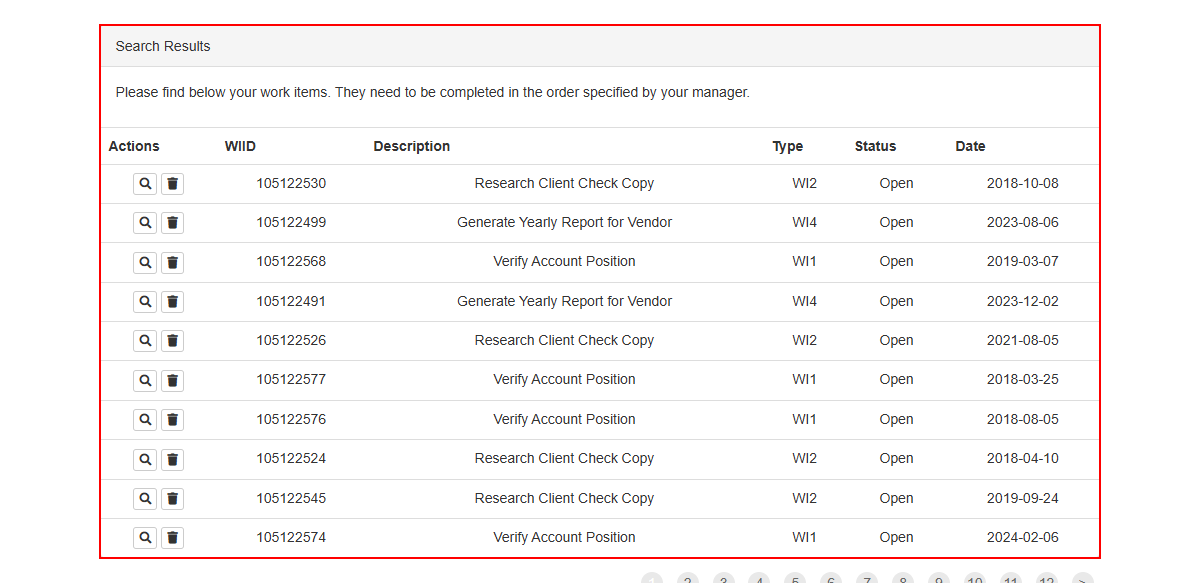 Search Results
Please find below your work items. They need to be completed in the order specified by your manager.
Actions WIID Description Type Status Date
105122530 Research Client Check Copy WI2 Open 2018-10-08
105122499 Generate Yearly Report for Vendor WI4 Open 2023-08-06
105122568 Verify Account Position WI1 Open 2019-03-07
105122491 Generate Yearly Report for Vendor WI4 Open 2023-12-02
105122526 Research Client Check Copy WI2 Open 2021-08-05
105122577 Verify Account Position WI1 Open 2018-03-25
105122576 Verify Account Position WI1 Open 2018-08-05
105122524 Research Client Check Copy WI2 Open 2018-04-10
105122545 Research Client Check Copy WI2 Open 2019-09-24
105122574 Verify Account Position WI1 Open 2024-02-06
1 2 3 4 5 6 7 8 9 10 11 12 >